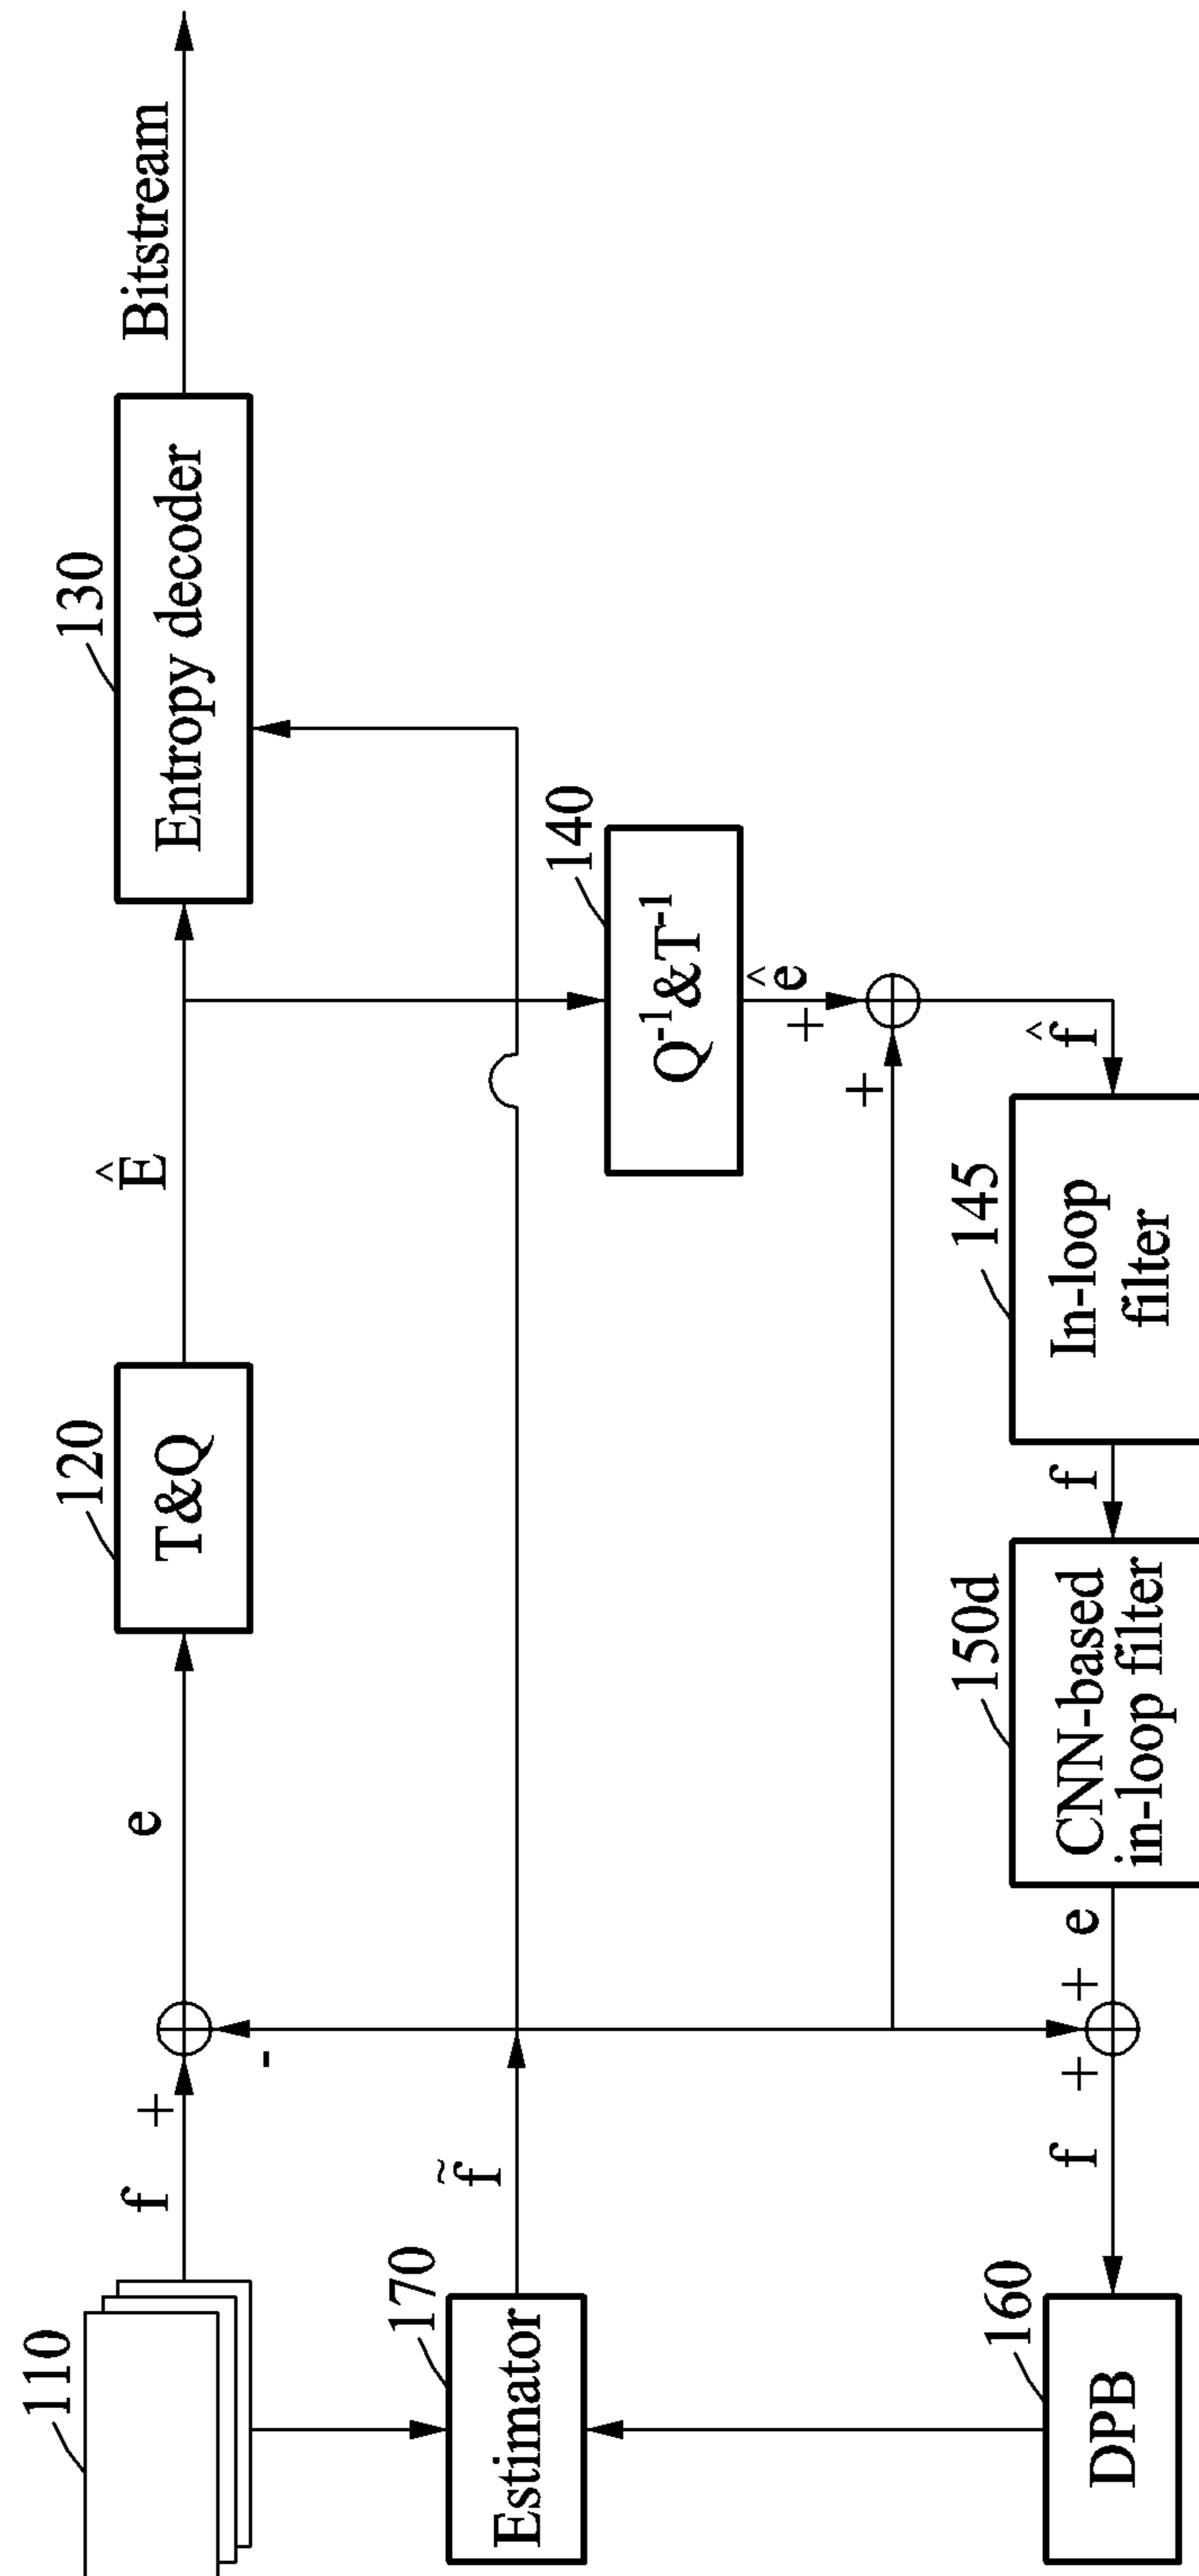 110
f
+
-
e
120
T&Q
Ê
130
Entropy decoder
Bitstream
170
Estimator
f̃
140
Q⁻¹&T⁻¹
ê
+
+
f̂
160
DPB
f
+
+
e
150d
CNN-based
in-loop filter
f
145
In-loop
filter